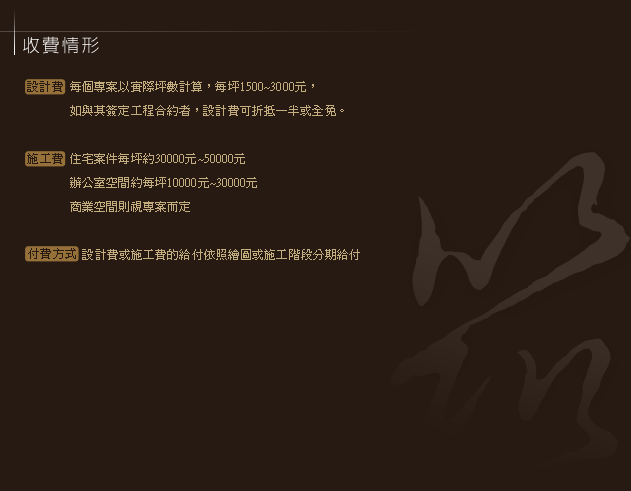 收費情形
設計費 每個專案以實際坪數計算，每坪1500~3000元，
如與其簽定工程合約者，設計費可折抵一半或全免。
施工費 住宅案件每坪約30000元~50000元
辦公室空間約每坪10000元~30000元
商業空間則視專案而定
付費方式 設計費或施工費的給付依照繪圖或施工階段分期給付